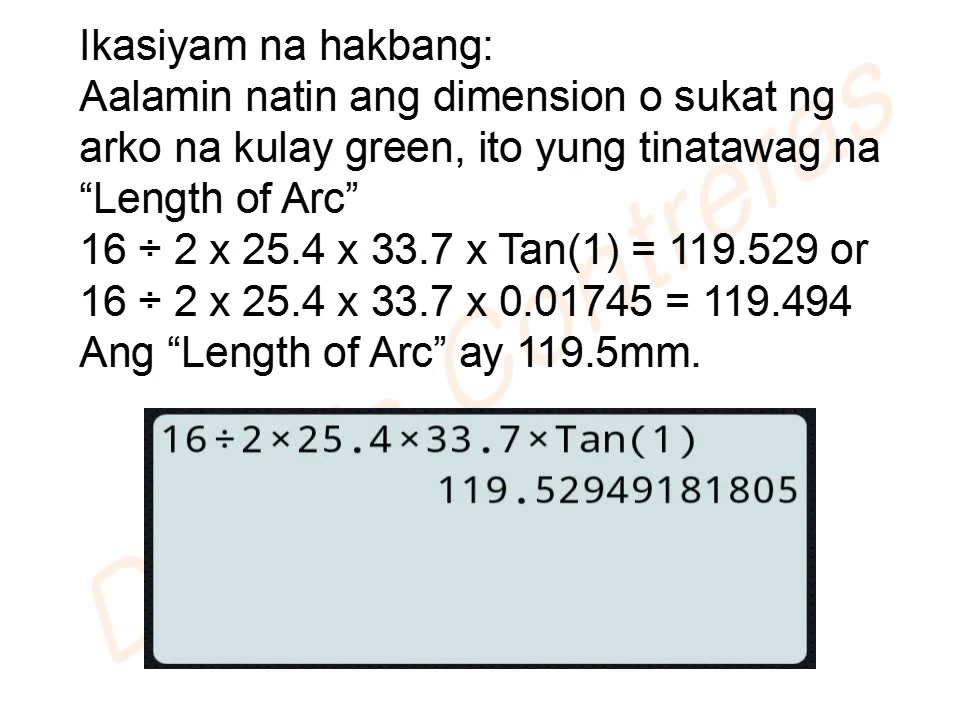 Ikasiyam na hakbang:
Aalamin natin ang dimension o sukat ng
arko na kulay green, ito yung tinatawag na
“Length of Arc”
16 ÷ 2 x 25.4 x 33.7 x Tan(1) = 119.529 or
16 ÷ 2 x 25.4 x 33.7 x 0.01745 = 119.494
Ang “Length of Arc” ay 119.5mm.
16÷2×25.4×33.7×Tan(1)
119.52949181805
Contreras